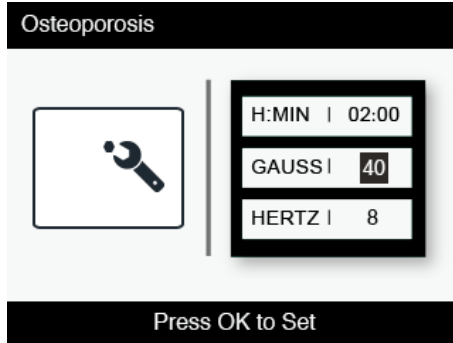 Osteoporosis
H:MIN | 02:00
GAUSS | 40
HERTZ | 8
Press OK to Set